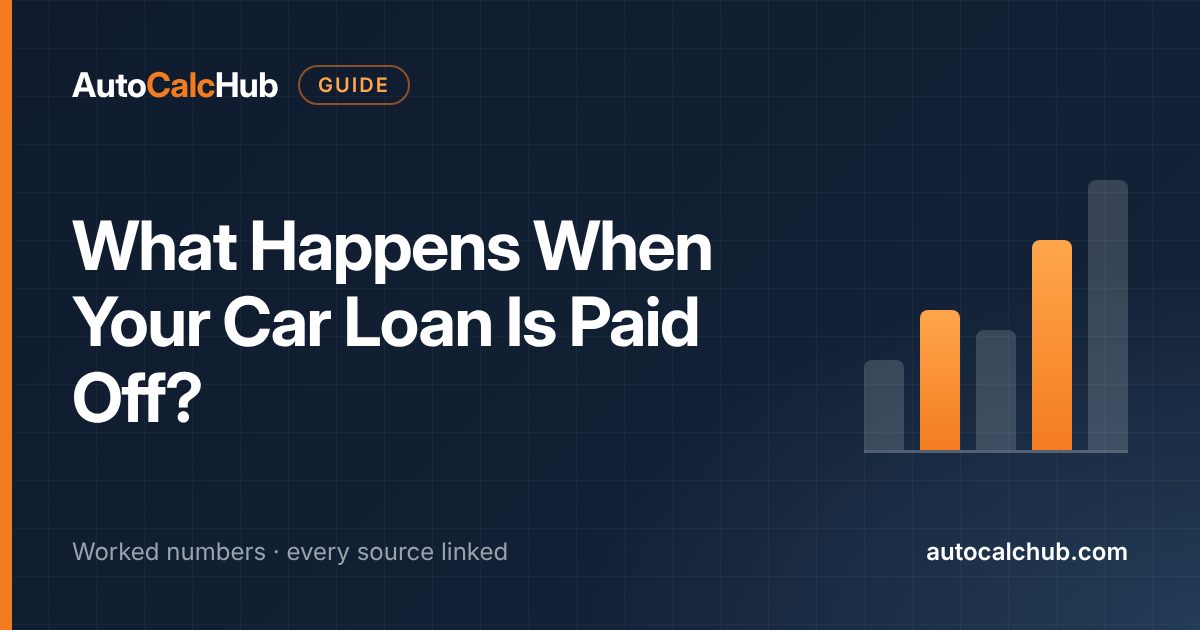 AutoCalcHub GUIDE
What Happens When
Your Car Loan Is Paid
Off?
Worked numbers · every source linked
autocalchub.com